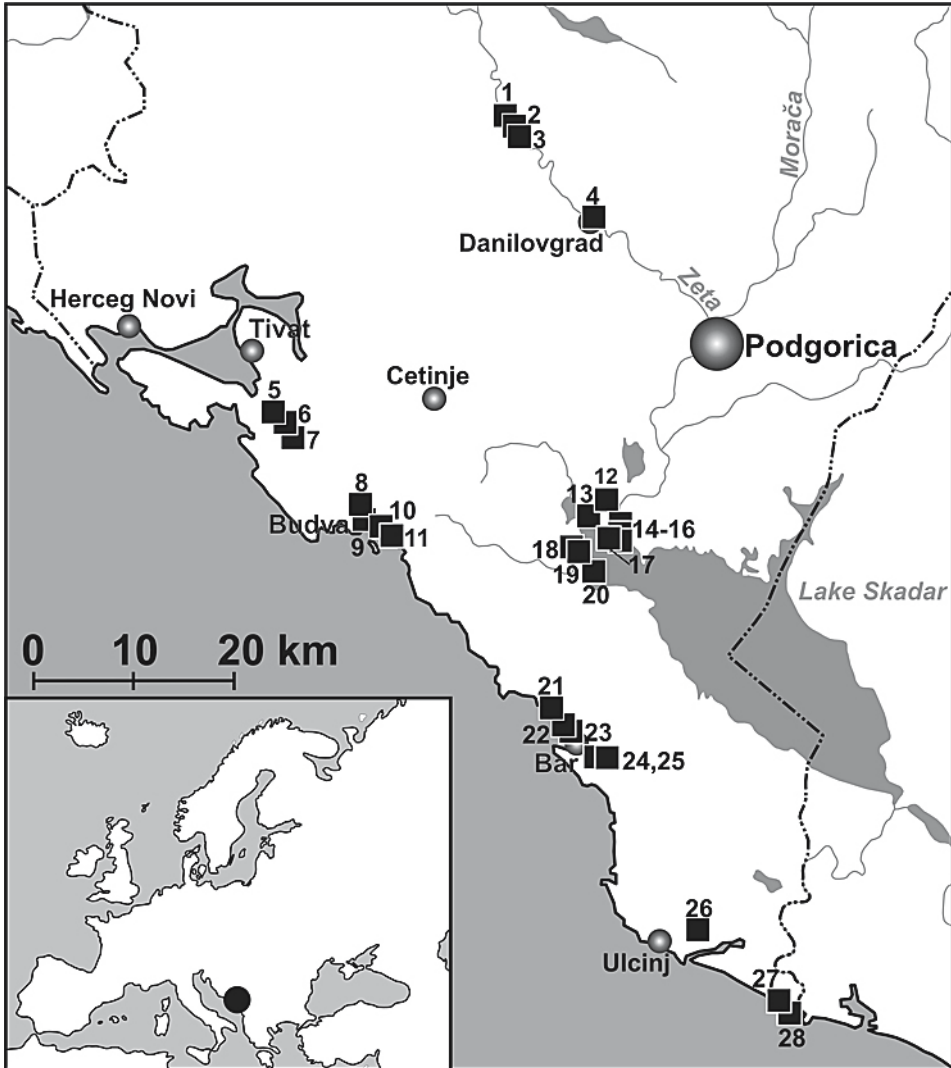 1
2
3
Morača
4
Danilovgrad
Zeta
Herceg Novi
Tivat
Podgorica
Cetinje
5
6
7
8
Budva
9
10
11
12
13
14-16
17
18
19
20
Lake Skadar
0 10 20 km
21
22
23
Bar
24,25
26
Ulcinj
27
28